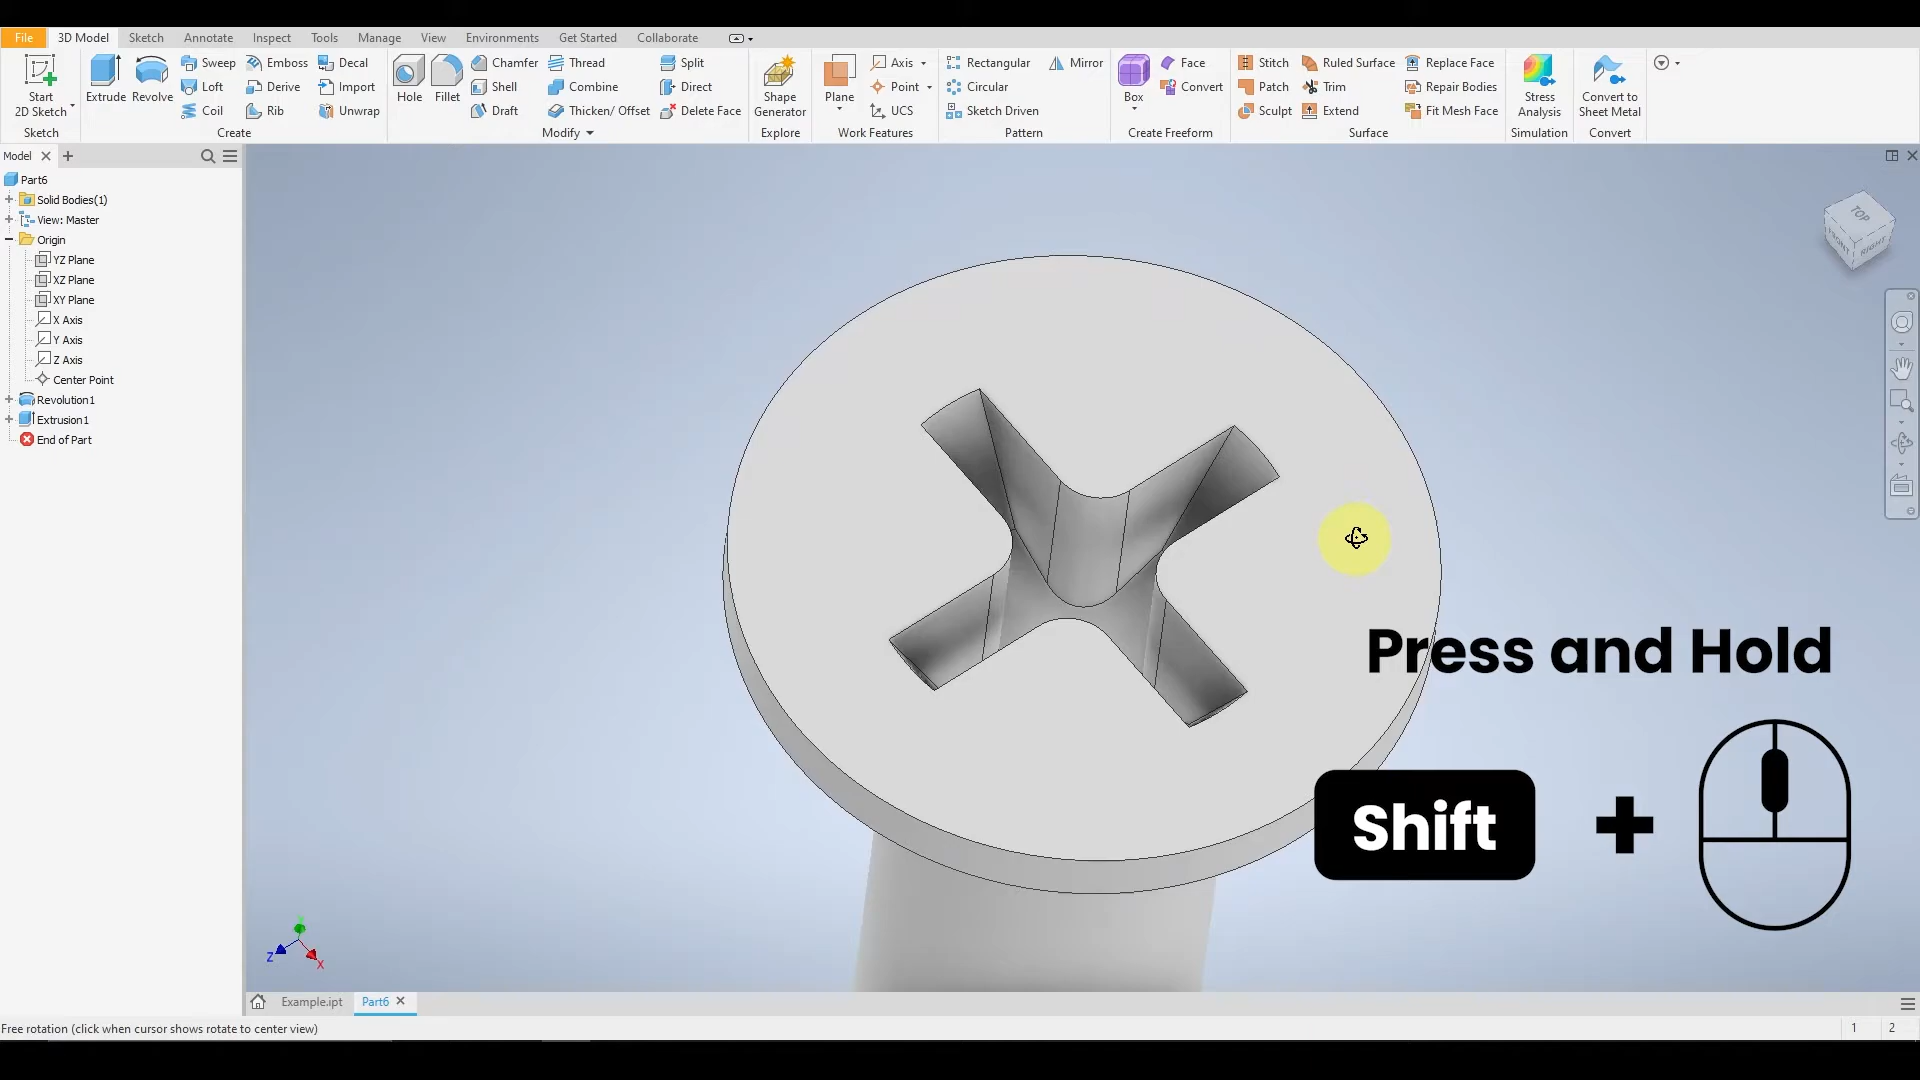 File 3D Model Sketch Annotate Inspect Tools Manage View Environments Get Started Collaborate
Start
2D Sketch
Sketch
Extrude
Revolve
Sweep
Loft
Coil
Emboss
Derive
Rib
Decal
Import
Unwrap
Create
Hole
Fillet
Chamfer
Shell
Draft
Thread
Combine
Thicken/ Offset
Split
Direct
Delete Face
Modify
Shape
Generator
Explore
Plane
Axis
Point
UCS
Work Features
Rectangular
Circular
Sketch Driven
Mirror
Pattern
Box
Face
Convert
Create Freeform
Stitch
Patch
Sculpt
Ruled Surface
Trim
Extend
Replace Face
Repair Bodies
Fit Mesh Face
Surface
Stress
Analysis
Simulation
Convert to
Sheet Metal
Convert
Model
Part6
Solid Bodies(1)
View: Master
Origin
YZ Plane
XZ Plane
XY Plane
X Axis
Y Axis
Z Axis
Center Point
Revolution1
Extrusion1
End of Part
TOP
FRONT
RIGHT
Press and Hold
Shift +
Z
X
Example.ipt
Part6
Free rotation (click when cursor shows rotate to center view)
1 2